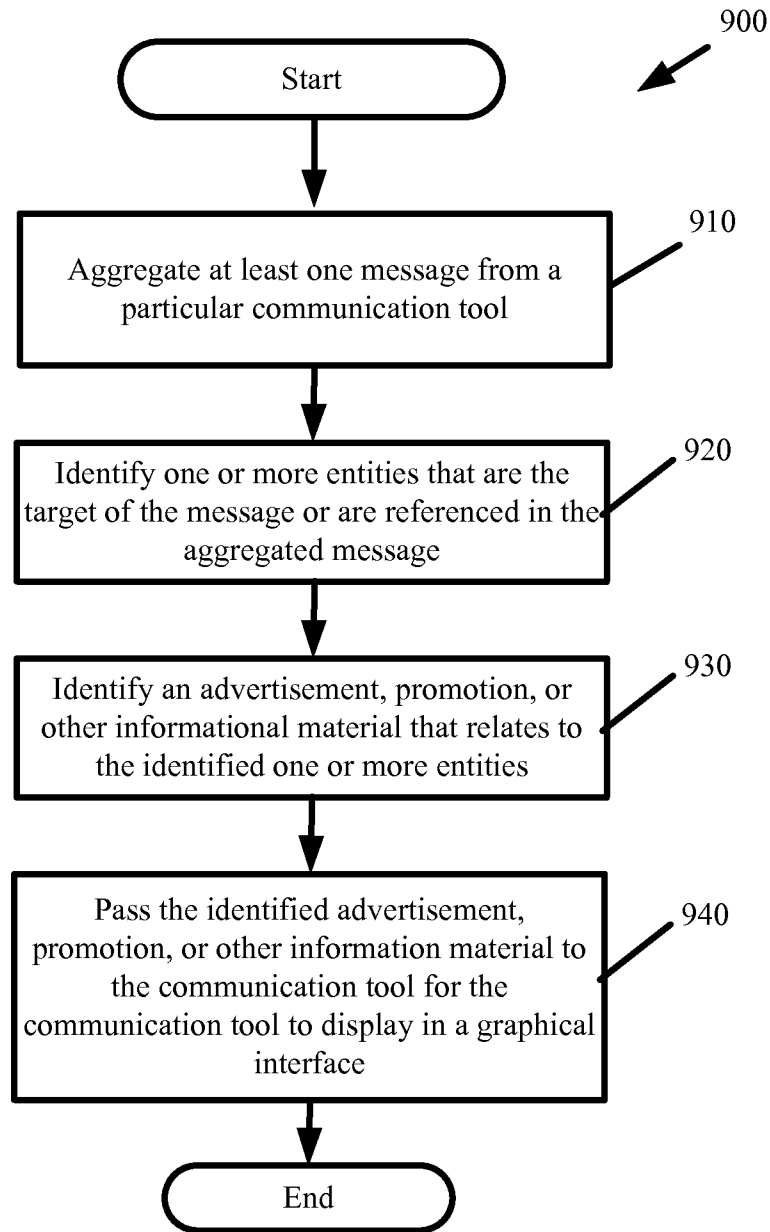 900
Start
910
Aggregate at least one message from a
particular communication tool
920
Identify one or more entities that are the
target of the message or are referenced in the
aggregated message
930
Identify an advertisement, promotion, or
other informational material that relates to
the identified one or more entities
940
Pass the identified advertisement,
promotion, or other information material to
the communication tool for the
communication tool to display in a graphical
interface
End